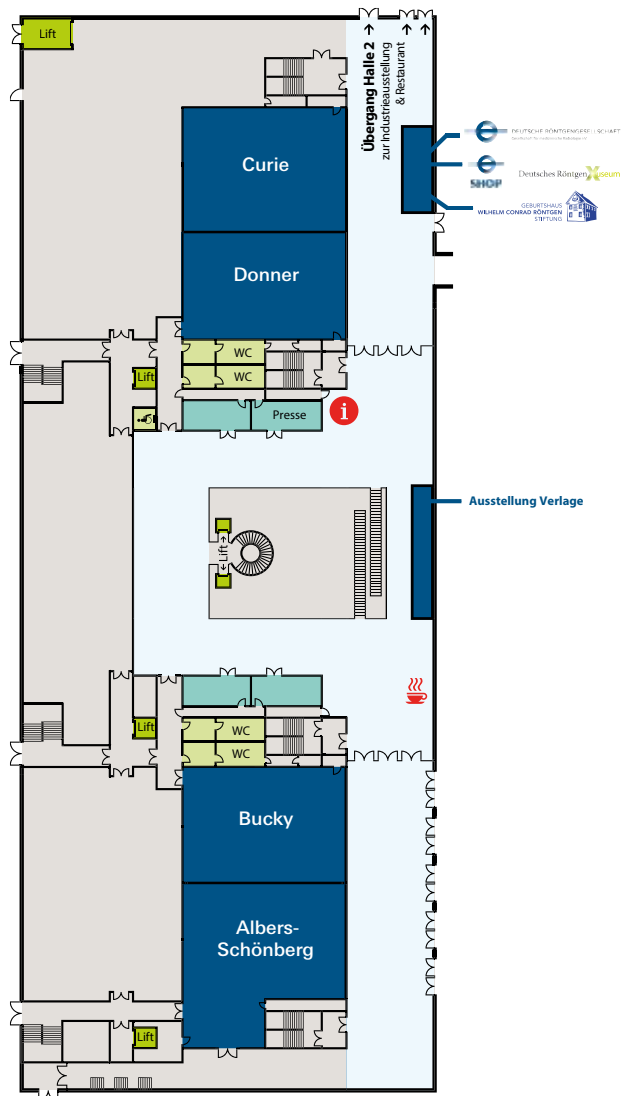 Lift
Übergang Halle 2
zur Industrieausstellung
& Restaurant
Curie
DEUTSCHE RÖNTGENGESELLSCHAFT
SHOP
Deutsches Röntgen Museum
GEBURTSHAUS
WILHELM CONRAD RÖNTGEN
STIFTUNG
Donner
WC
Lift
WC
Presse
i
Ausstellung Verlage
Lift
Lift
WC
WC
Bucky
Albers-
Schönberg
Lift